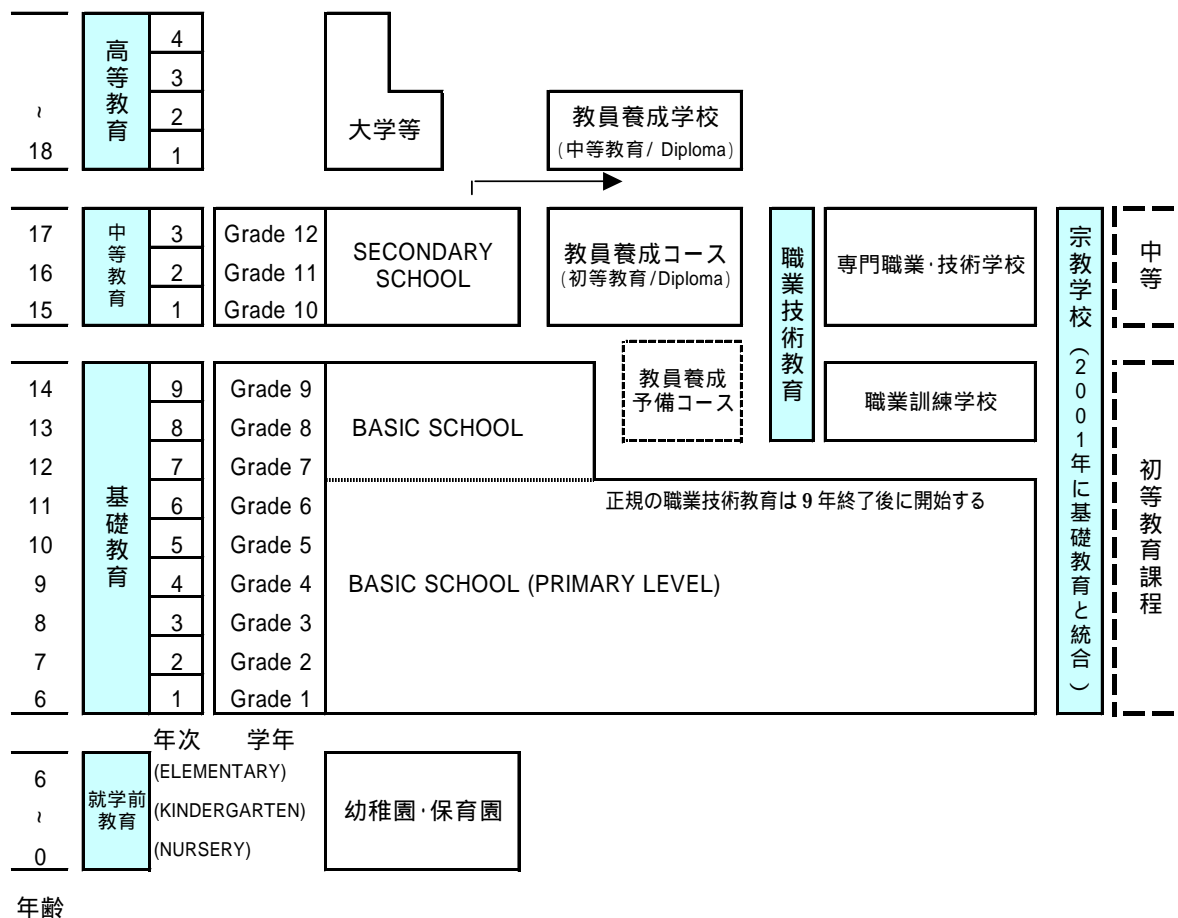 高等教育
4
3
~
2
18
1
大学等
教員養成学校
(中等教育/ Diploma)
17
16
15
中等教育
3
2
1
Grade 12
Grade 11
Grade 10
SECONDARY
SCHOOL
教員養成コース
(初等教育/Diploma)
職業技術教育
専門職業・技術学校
宗教学校(2001年に基礎教育と統合)
中等
14
13
12
11
10
9
8
7
6
基礎教育
9
8
7
6
5
4
3
2
1
Grade 9
Grade 8
Grade 7
Grade 6
Grade 5
Grade 4
Grade 3
Grade 2
Grade 1
BASIC SCHOOL
教員養成
予備コース
職業訓練学校
正規の職業技術教育は 9 年終了後に開始する
BASIC SCHOOL (PRIMARY LEVEL)
初等教育課程
年次
学年
6
~
0
就学前
教育
(ELEMENTARY)
(KINDERGARTEN)
(NURSERY)
幼稚園・保育園
年齢